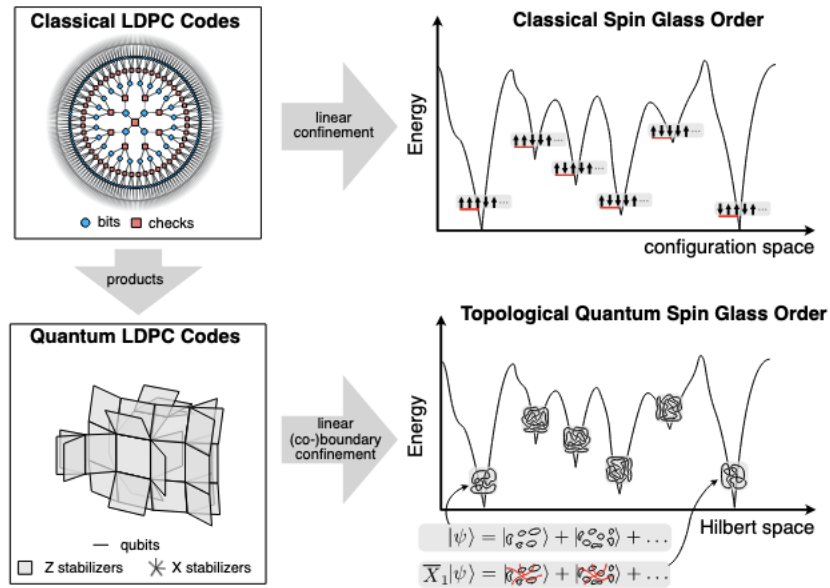 Classical LDPC Codes
bits
checks
linear
confinement
Classical Spin Glass Order
Energy
↑↑↑↓↑...
↑↑↓↓↑...
↑↓↓↓↑...
↑↓↓↓↑...
↑↓↓↓↑...
↓↑↑↓↑...
configuration space
products
Quantum LDPC Codes
qubits
Z stabilizers
X stabilizers
linear
(co-)boundary
confinement
Topological Quantum Spin Glass Order
Energy
Hilbert space
|ψ⟩ = | ⟩ + | ⟩ + ...
X̅₁|ψ⟩ = | ⟩ + | ⟩ + ...